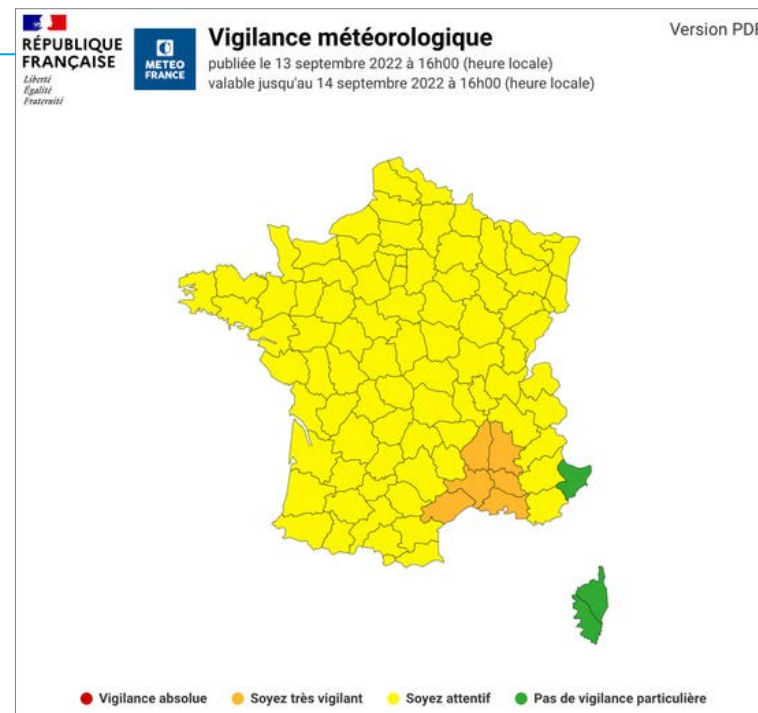 RÉPUBLIQUE
FRANÇAISE
Liberté
Égalité
Fraternité
METEO
FRANCE
Vigilance météorologique
publiée le 13 septembre 2022 à 16h00 (heure locale)
valable jusqu'au 14 septembre 2022 à 16h00 (heure locale)
Version PDF
Vigilance absolue Soyez très vigilant Soyez attentif Pas de vigilance particulière